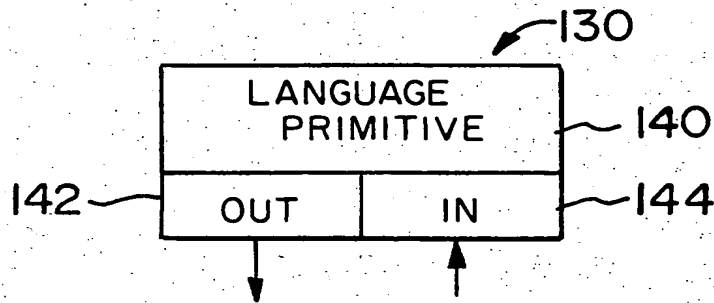 130
LANGUAGE
PRIMITIVE
140
142
OUT
IN
144